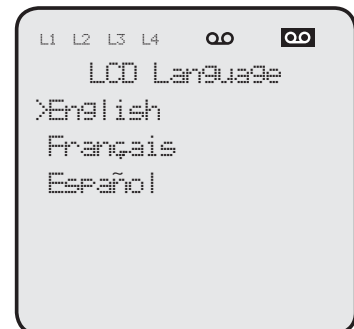 L1 L2 L3 L4
LCD Language
>English
Français
Español